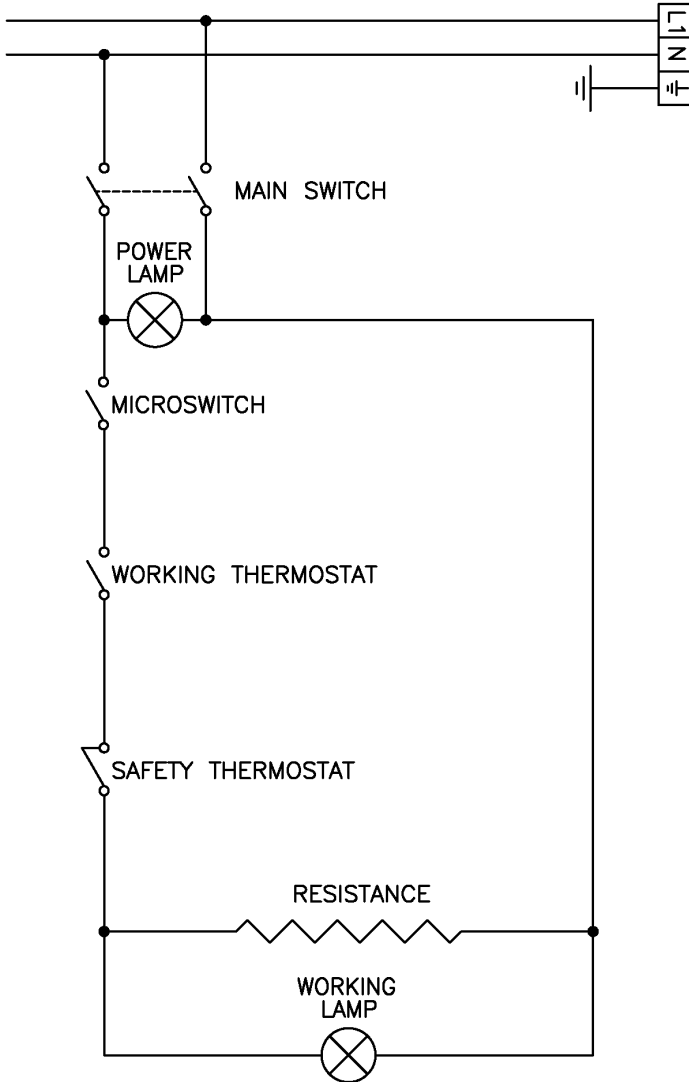 L1
N
MAIN SWITCH
POWER
LAMP
MICROSWITCH
WORKING THERMOSTAT
SAFETY THERMOSTAT
RESISTANCE
WORKING
LAMP